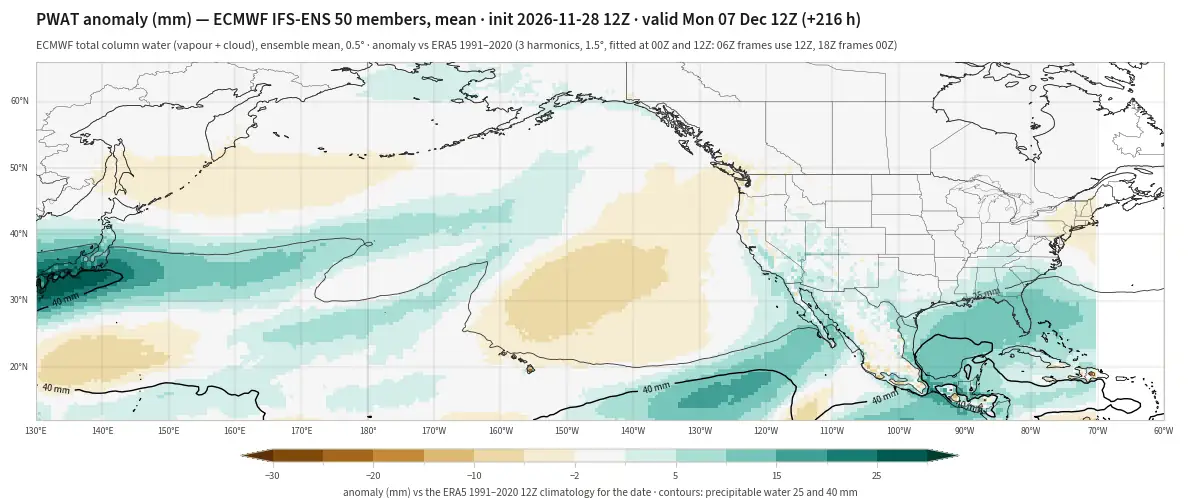 PWAT anomaly (mm) — ECMWF IFS-ENS 50 members, mean · init 2026-11-28 12Z · valid Mon 07 Dec 12Z (+216 h)
ECMWF total column water (vapour + cloud), ensemble mean, 0.5° · anomaly vs ERA5 1991–2020 (3 harmonics, 1.5°, fitted at 00Z and 12Z: 06Z frames use 12Z, 18Z frames 00Z)
60°N
50°N
40°N
30°N
20°N
40 mm
25 mm
40 mm
40 mm
40 mm
130°E 140°E 150°E 160°E 170°E 180° 170°W 160°W 150°W 140°W 130°W 120°W 110°W 100°W 90°W 80°W 70°W 60°W
−30 −20 −10 −2 5 15 25
anomaly (mm) vs the ERA5 1991–2020 12Z climatology for the date · contours: precipitable water 25 and 40 mm